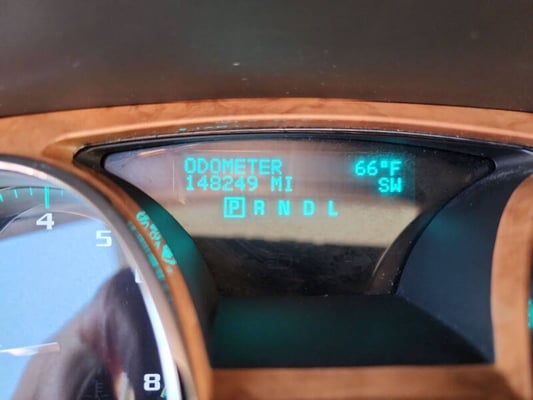 ODOMETER 66°F
148249 MI SW
P R N D L
4
5
8